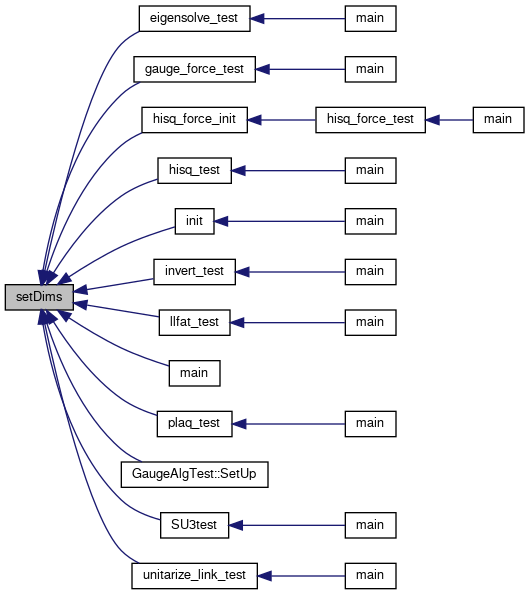 eigensolve_test
main
gauge_force_test
main
hisq_force_init
hisq_force_test
main
hisq_test
main
init
main
invert_test
main
setDims
llfat_test
main
main
plaq_test
main
GaugeAlgTest::SetUp
SU3test
main
unitarize_link_test
main